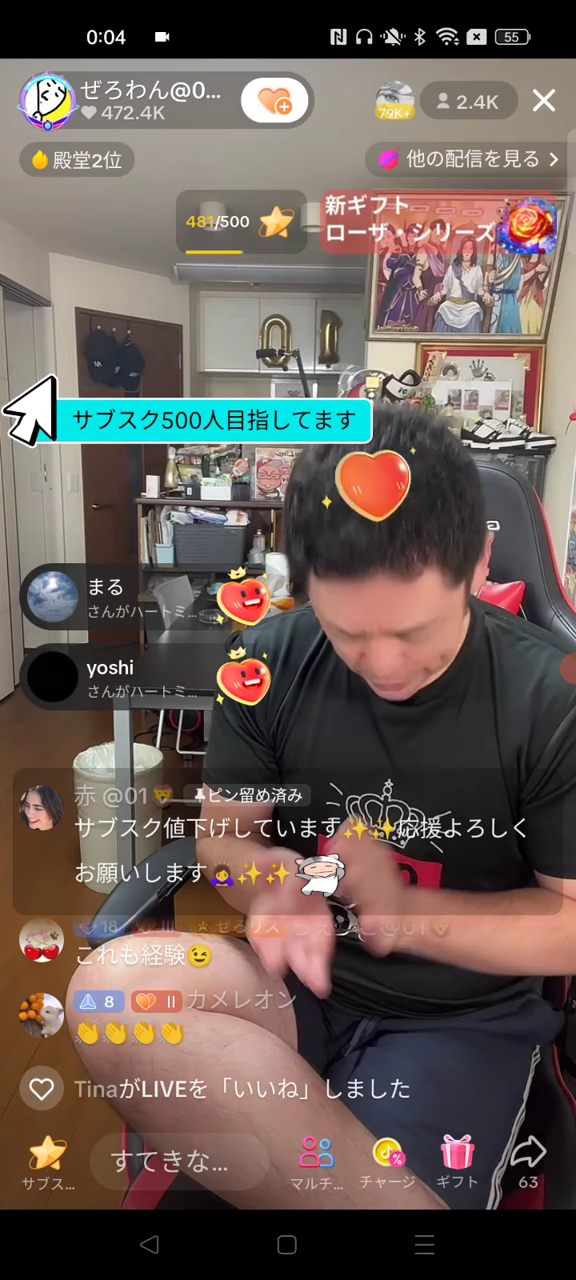 0:04
55
ぜろわん@0...
472.4K
79K+
2.4K
殿堂2位
他の配信を見る
481/500
新ギフト
ローザ・シリーズ
01
サブスク500人目指してます
まる
さんがハートミ...
yoshi
さんがハートミ...
赤 @01
ピン留め済み
サブスク値下げしています✨✨応援よろしく
お願いします🙇‍♀️✨✨
18 III ぜろリス
これも経験😉
8 II カメレオン
👏👏👏👏
TinaがLIVEを「いいね」しました
サブス...
すてきな...
マルチ...
チャージ
ギフト
63